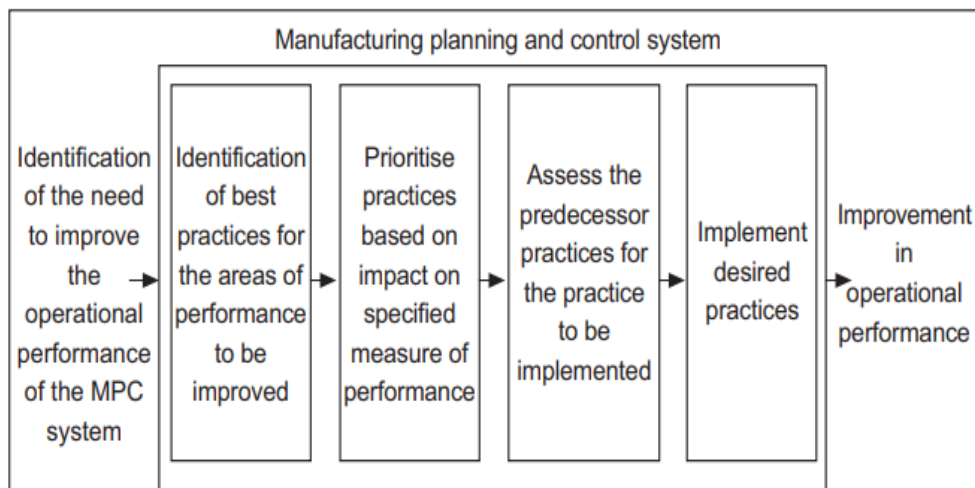 Manufacturing planning and control system
Identification
of the need
to improve
the
operational
performance
of the MPC
system
Identification
of best
practices for
the areas of
performance
to be
improved
Prioritise
practices
based on
impact on
specified
measure of
performance
Assess the
predecessor
practices for
the practice
to be
implemented
Implement
desired
practices
Improvement
in
operational
performance